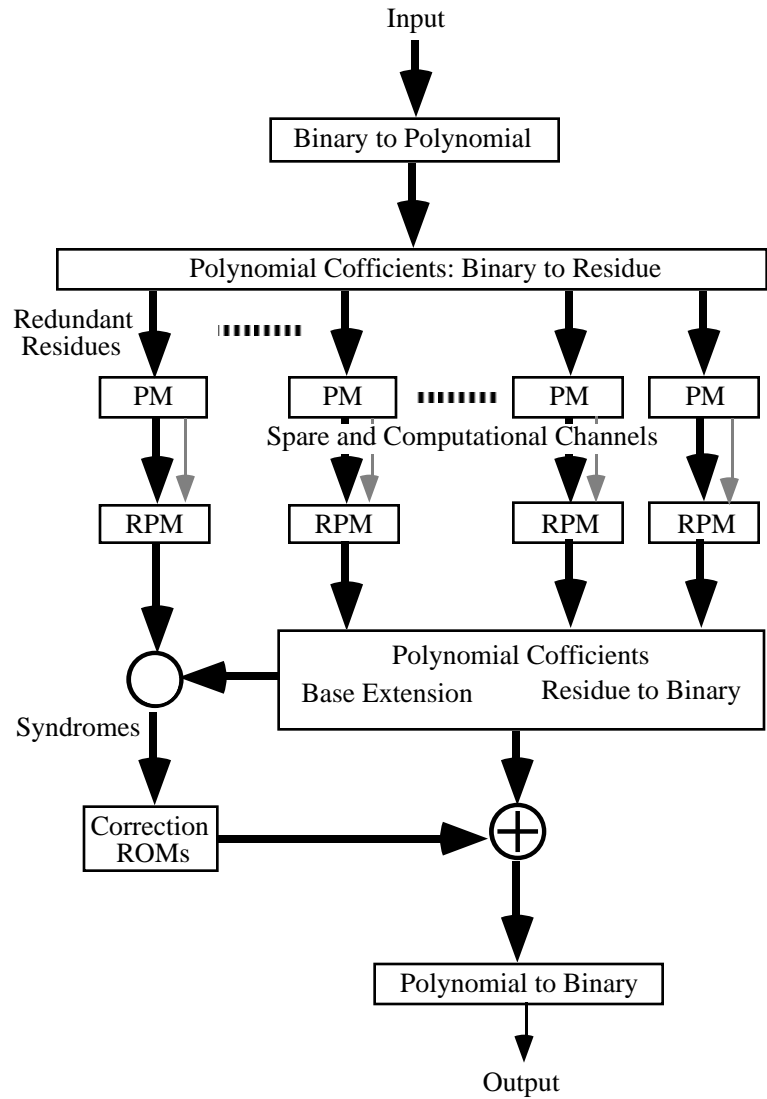 Input
Binary to Polynomial
Polynomial Cofficients: Binary to Residue
Redundant
Residues
PM
PM
PM
PM
Spare and Computational Channels
RPM
RPM
RPM
RPM
Polynomial Cofficients
Base Extension
Residue to Binary
Syndromes
Correction
ROMs
Polynomial to Binary
Output